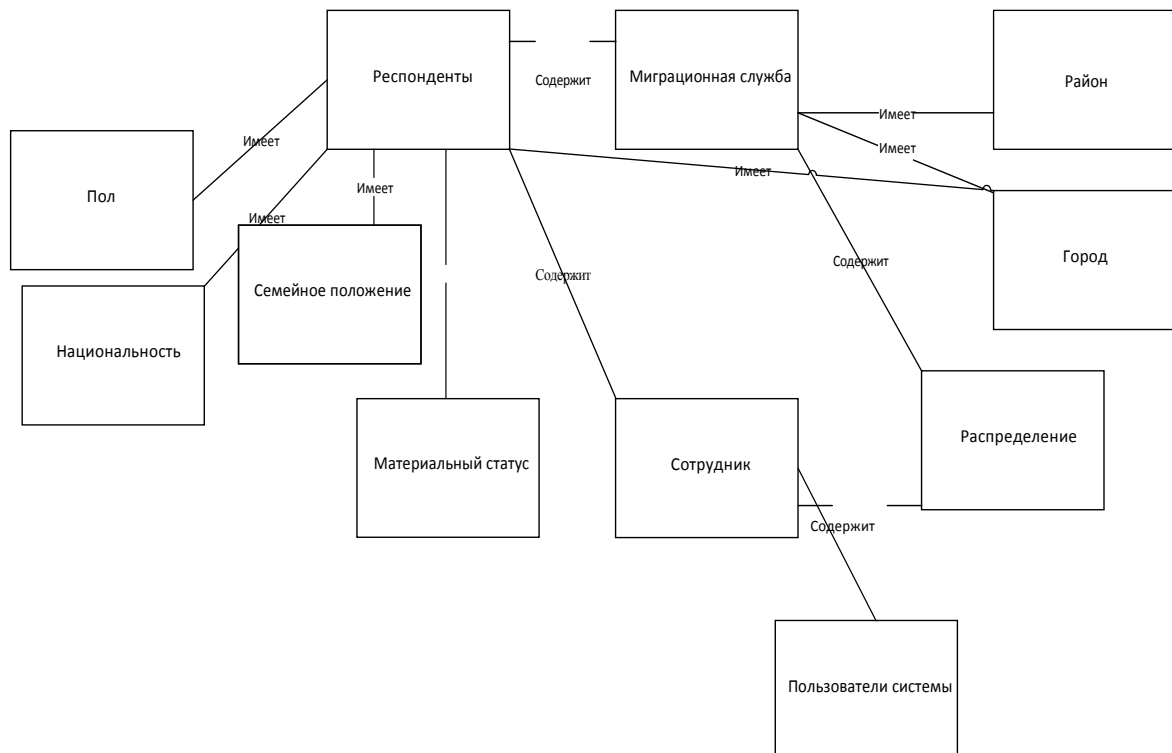 Респонденты
Содержит
Миграционная служба
Имеет
Район
Имеет
Пол
Имеет
Имеет
Имеет
Имеет
Национальность
Семейное положение
Содержит
Содержит
Город
Материальный статус
Сотрудник
Распределение
Содержит
Пользователи системы